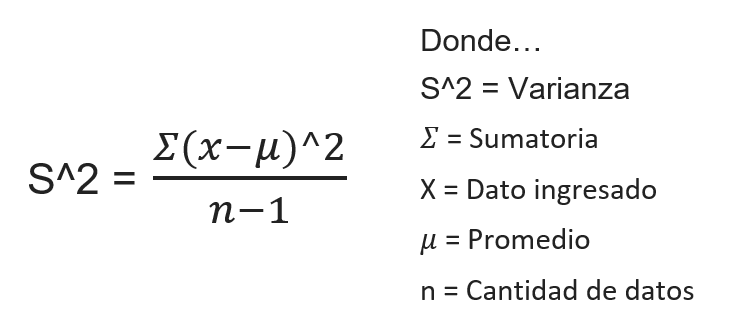 S^2 = Σ(x−μ)^2
n−1
Donde...
S^2 = Varianza
Σ = Sumatoria
X = Dato ingresado
μ = Promedio
n = Cantidad de datos